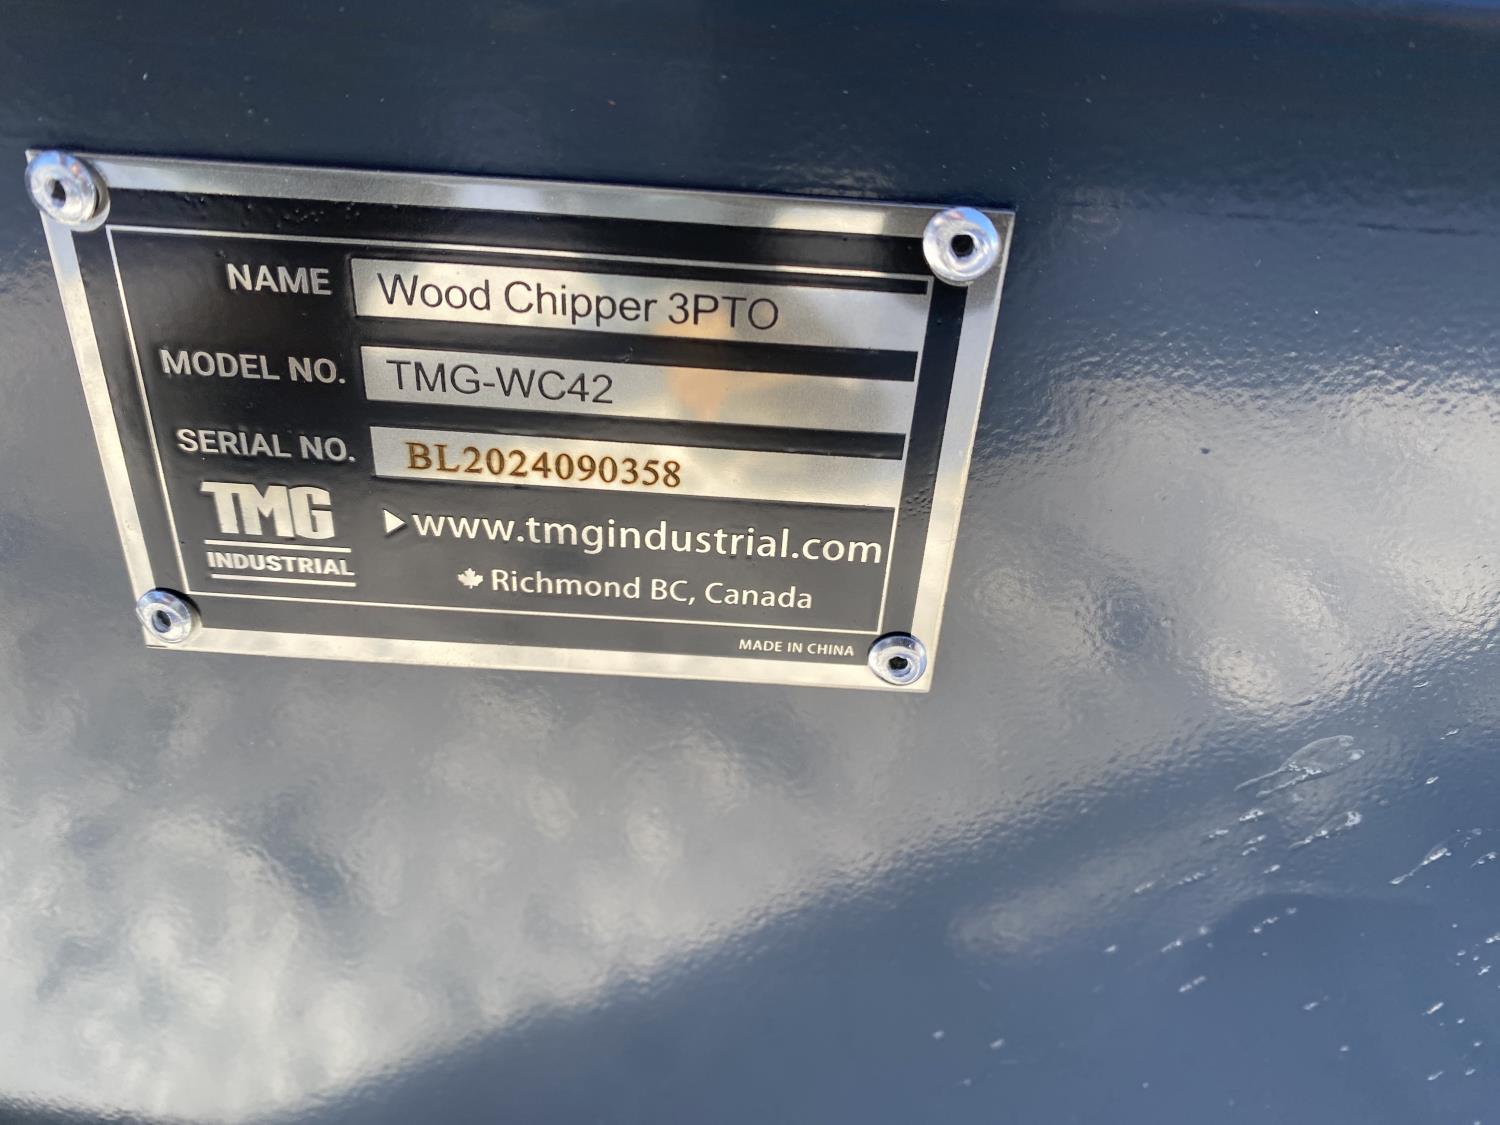 NAME Wood Chipper 3PTO
MODEL NO. TMG-WC42
SERIAL NO. BL2024090358
TMG
INDUSTRIAL
www.tmgindustrial.com
Richmond BC, Canada
MADE IN CHINA